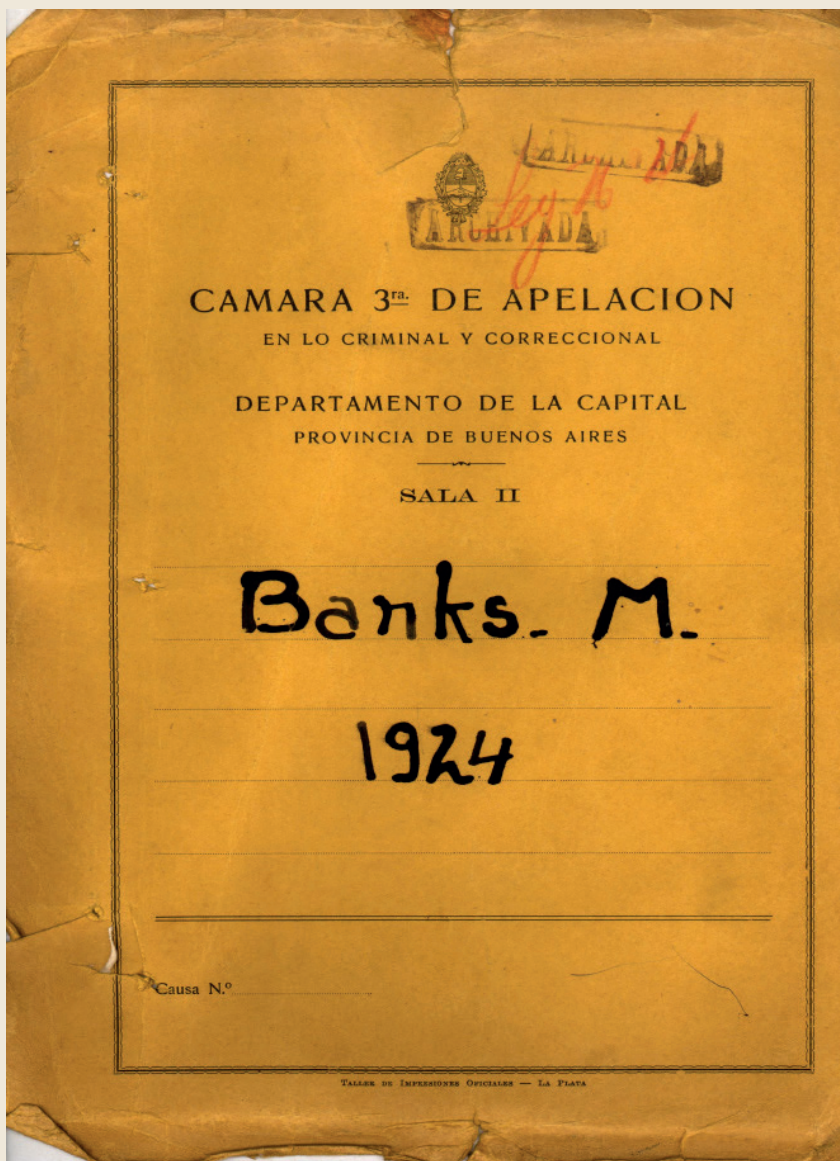 ARCHIVADA
ARCHIVADA
CAMARA 3ra. DE APELACION
EN LO CRIMINAL Y CORRECCIONAL
DEPARTAMENTO DE LA CAPITAL
PROVINCIA DE BUENOS AIRES
SALA II
Banks. M.
1924
Causa N.º
TALLER DE IMPRESIONES OFICIALES — LA PLATA